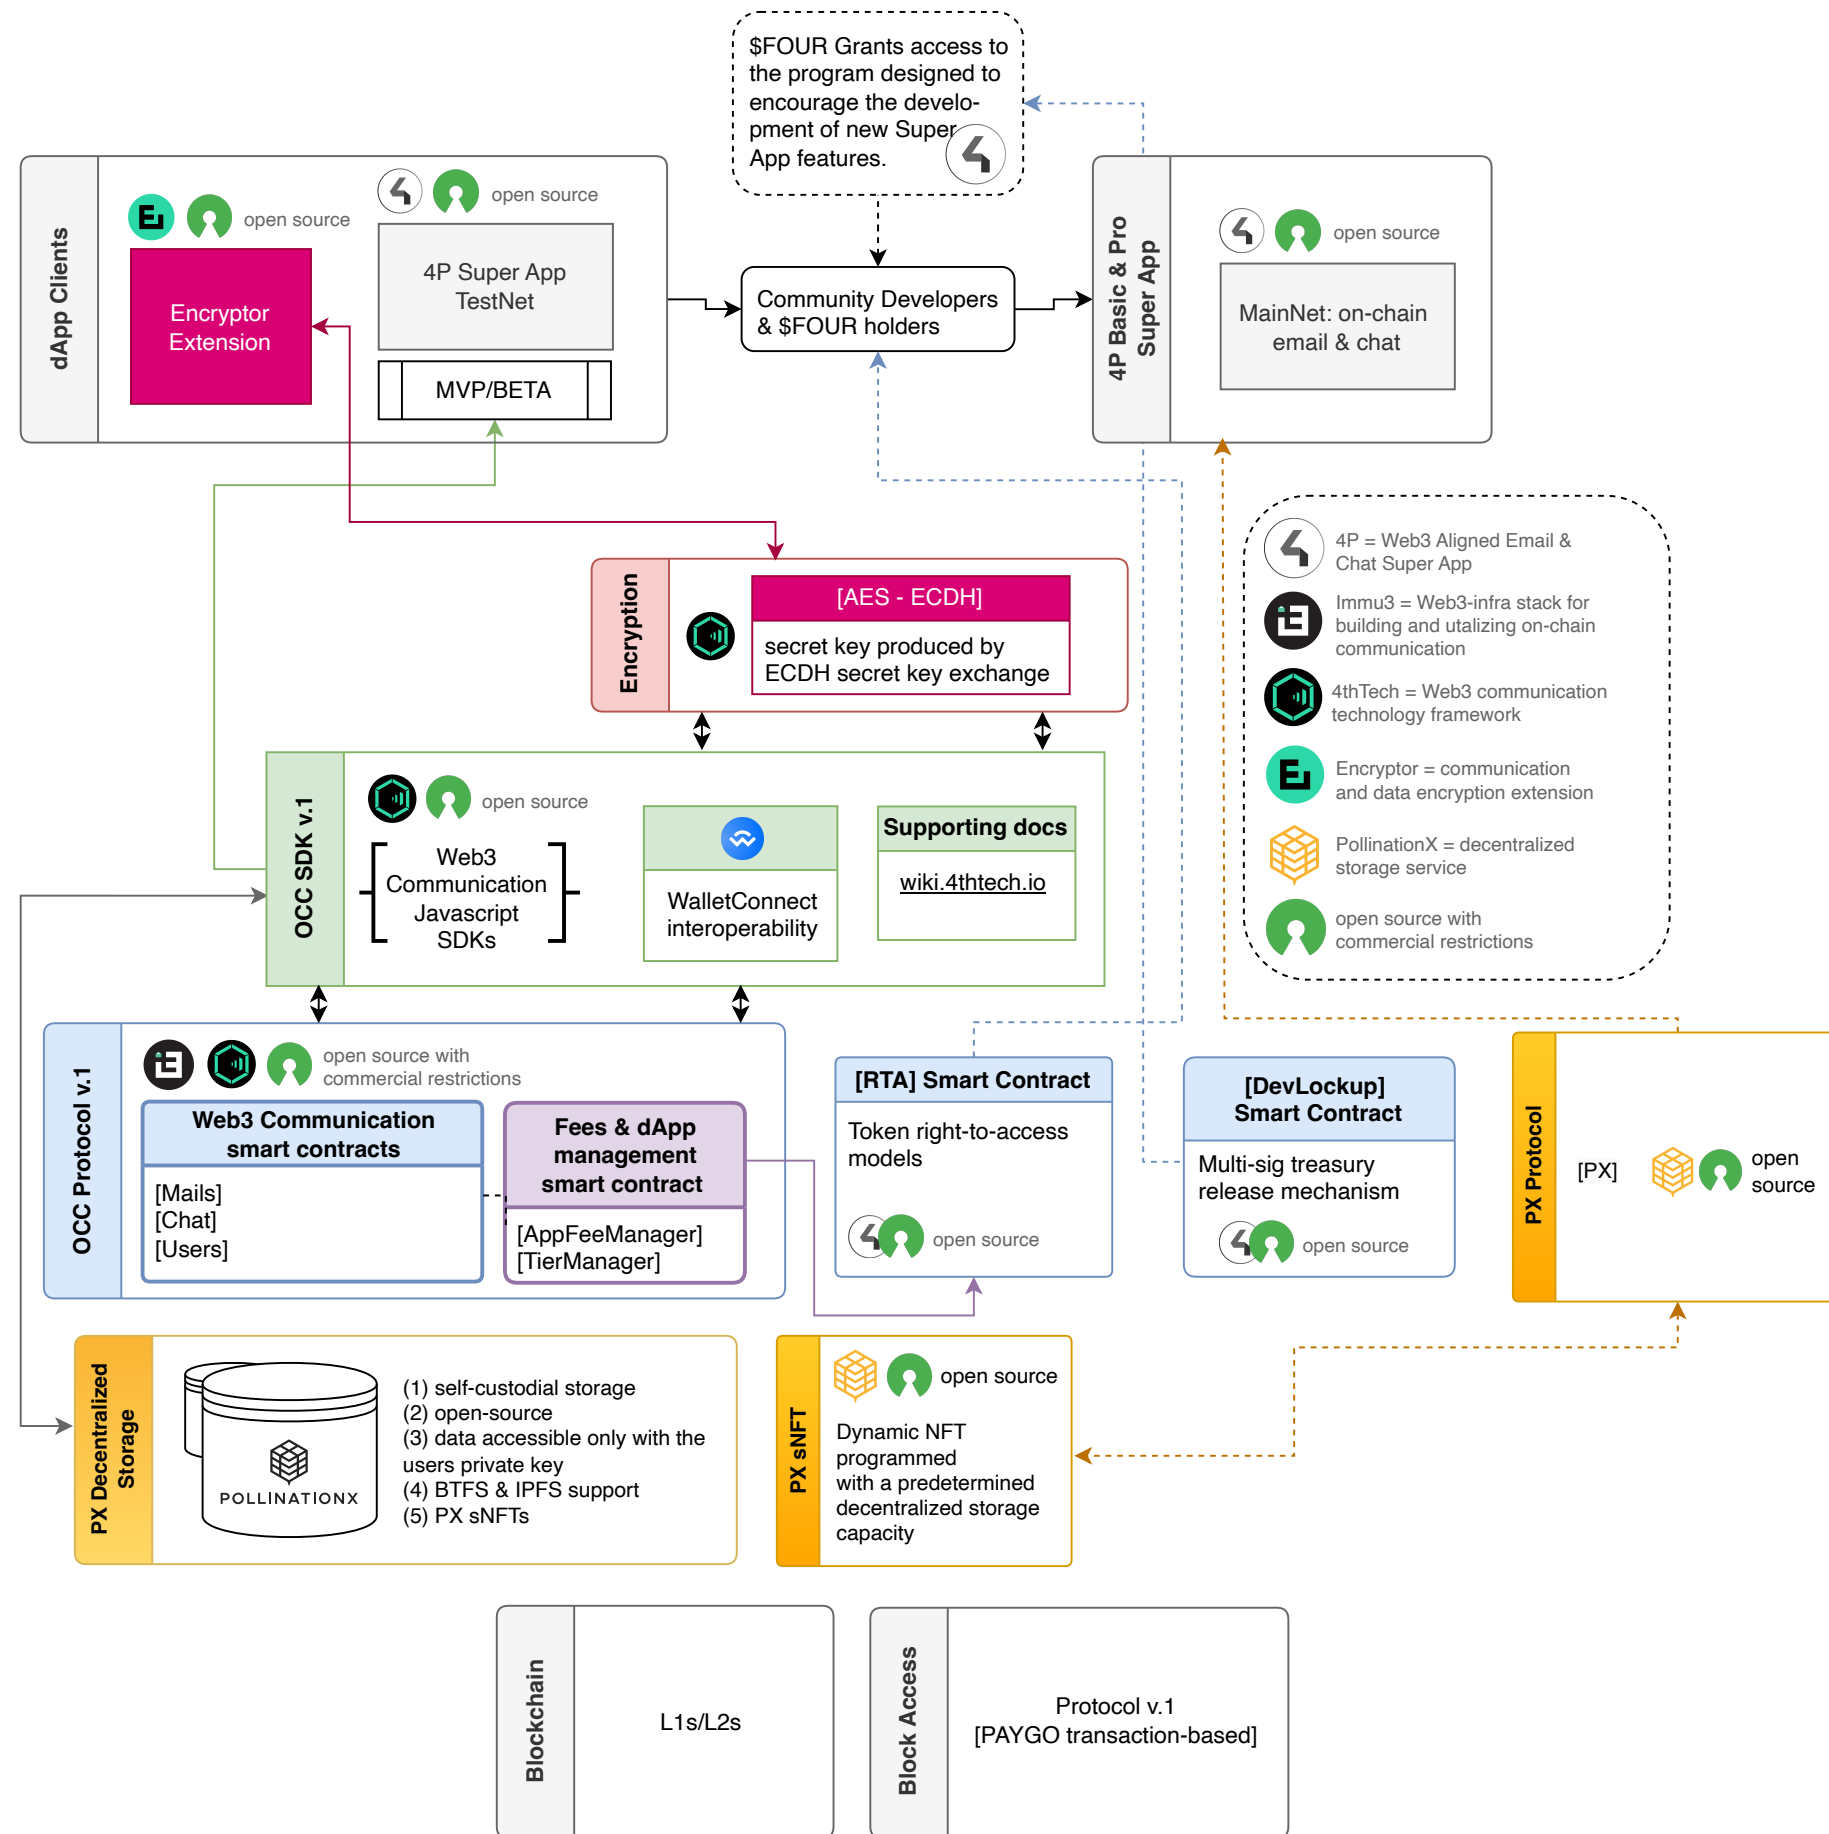 $FOUR Grants access to
the program designed to
encourage the develo-
pment of new Super
App features.
dApp Clients
open source
Encryptor
Extension
open source
4P Super App
TestNet
MVP/BETA
Community Developers
& $FOUR holders
4P Basic & Pro
Super App
open source
MainNet: on-chain
email & chat
4P = Web3 Aligned Email &
Chat Super App
Immu3 = Web3-infra stack for
building and utalizing on-chain
communication
4thTech = Web3 communication
technology framework
Encryptor = communication
and data encryption extension
PollinationX = decentralized
storage service
open source with
commercial restrictions
Encryption
[AES - ECDH]
secret key produced by
ECDH secret key exchange
OCC SDK v.1
open source
Web3
Communication
Javascript
SDKs
WalletConnect
interoperability
Supporting docs
wiki.4thtech.io
OCC Protocol v.1
open source with
commercial restrictions
Web3 Communication
smart contracts
[Mails]
[Chat]
[Users]
Fees & dApp
management
smart contract
[AppFeeManager]
[TierManager]
[RTA] Smart Contract
Token right-to-access
models
open source
[DevLockup]
Smart Contract
Multi-sig treasury
release mechanism
open source
PX Protocol
[PX]
open
source
PX Decentralized
Storage
POLLINATIONX
(1) self-custodial storage
(2) open-source
(3) data accessible only with the
users private key
(4) BTFS & IPFS support
(5) PX sNFTs
PX sNFT
open source
Dynamic NFT
programmed
with a predetermined
decentralized storage
capacity
Blockchain
L1s/L2s
Block Access
Protocol v.1
[PAYGO transaction-based]